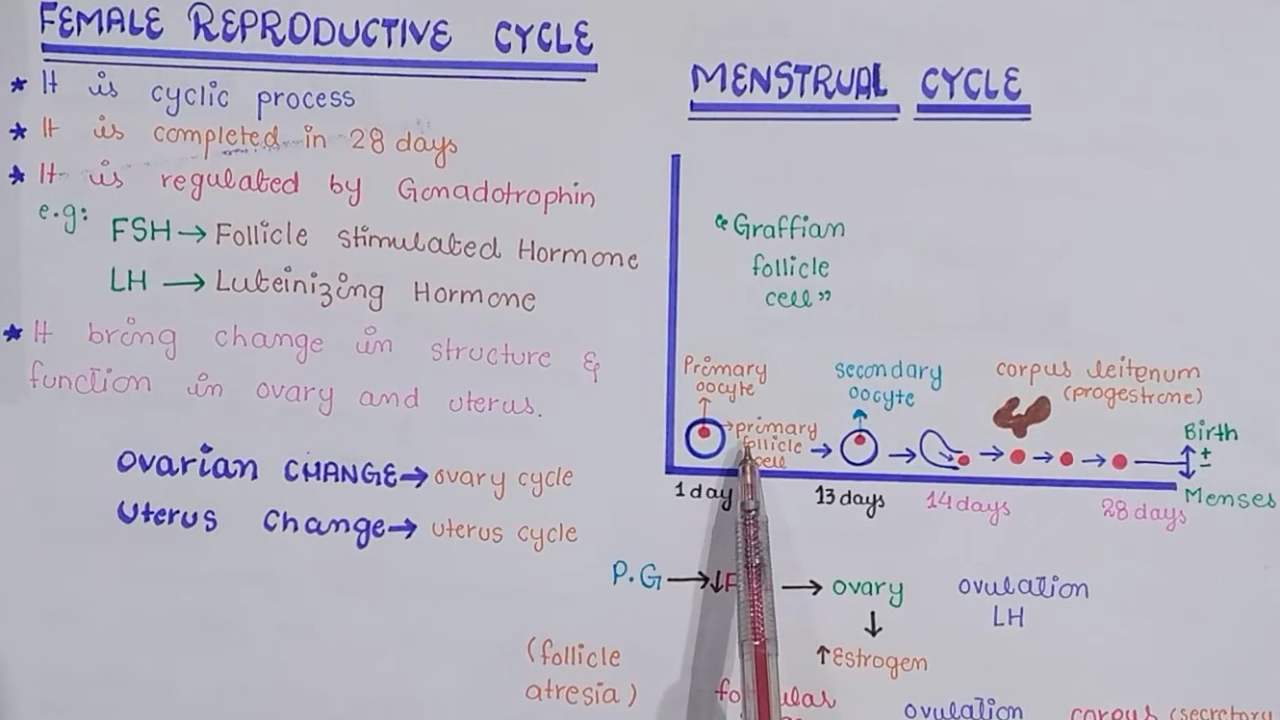 FEMALE REPRODUCTIVE CYCLE
* It is cyclic process
* It is completed in 28 days
* It is regulated by Gonadotrophin
e.g:
FSH → Follicle stimulated Hormone
LH → Luteinizing Hormone
* It bring change in structure &
function in ovary and uterus.
Ovarian CHANGE → ovary cycle
Uterus Change → uterus cycle
MENSTRUAL CYCLE
"Graffian
follicle
cell"
Primary
oocyte
→ primary
follicle
cell
secondary
oocyte
corpus leitenum
(progestrone)
Birth
+
-
Menses
1 day
13 days
14 days
28 days
P.G → ↓F → ovary
↓
↑Estrogen
ovulation
LH
(follicle
atresia)
ovulation
corpus (secretory